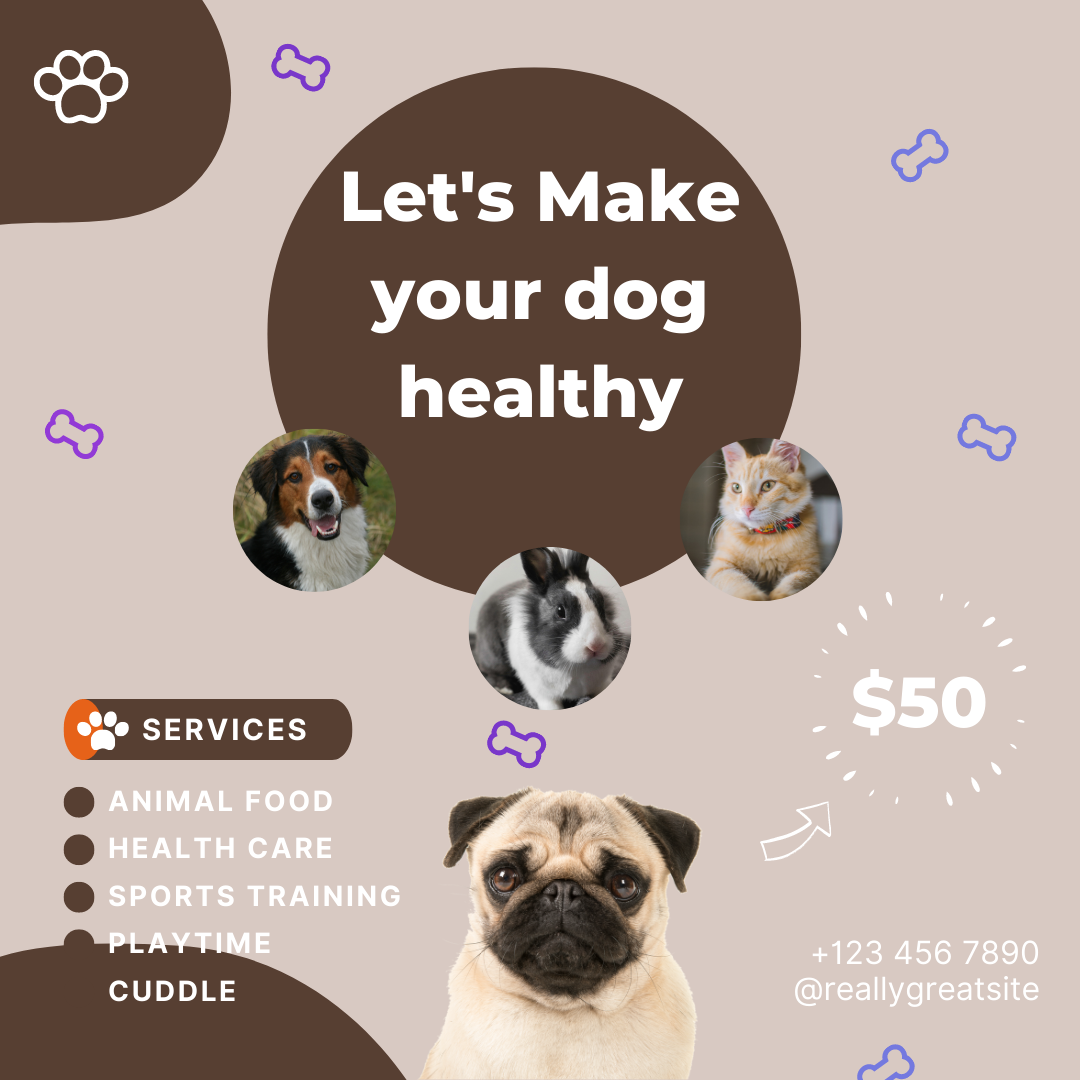 Let's Make
your dog
healthy
$50
SERVICES
ANIMAL FOOD
HEALTH CARE
SPORTS TRAINING
PLAYTIME
CUDDLE
+123 456 7890
@reallygreatsite